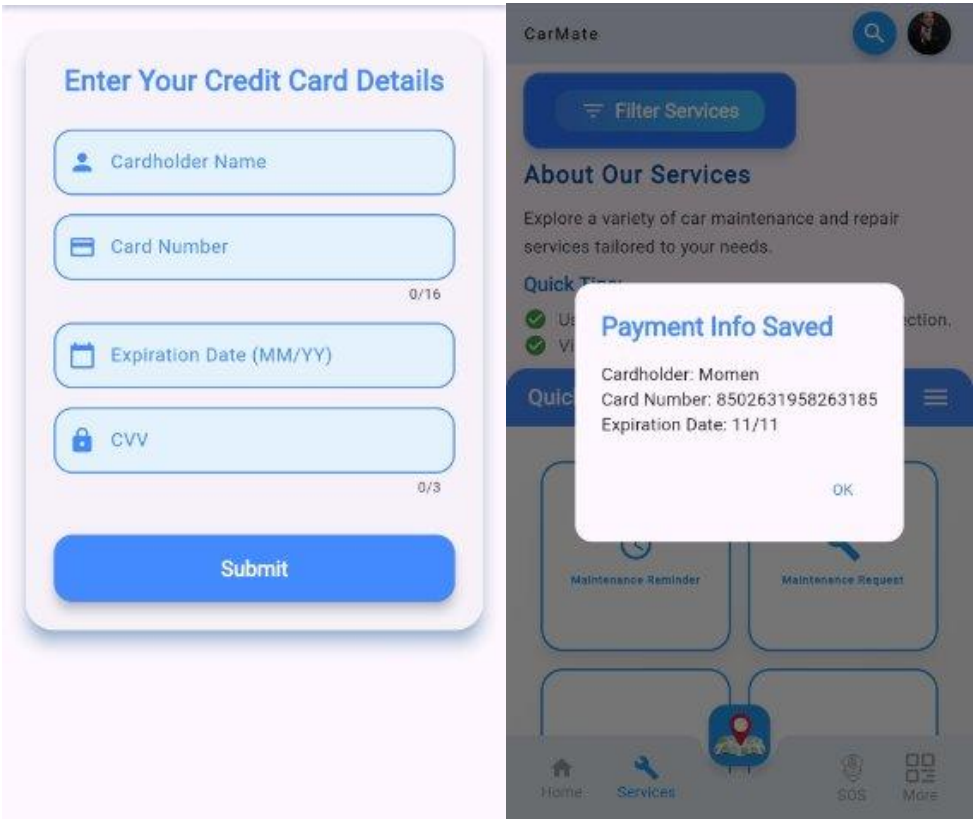 Enter Your Credit Card Details
Cardholder Name
Card Number
0/16
Expiration Date (MM/YY)
CVV
0/3
Submit
CarMate
Filter Services
About Our Services
Explore a variety of car maintenance and repair
services tailored to your needs.
Quick
Payment Info Saved
Cardholder: Momen
Card Number: 8502631958263185
Expiration Date: 11/11
OK
Maintenance Reminder
Maintenance Request
Home
Services
SOS
More